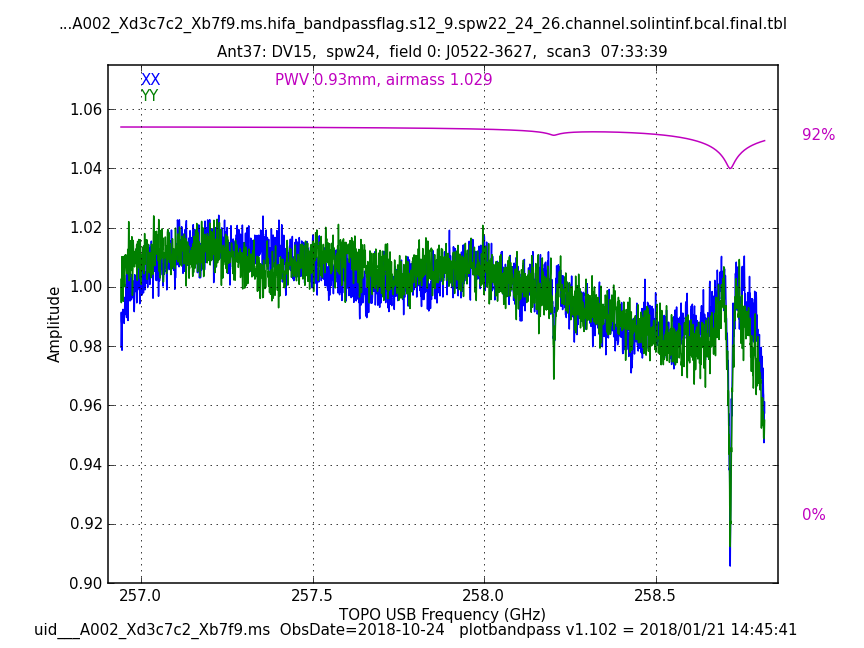 ...A002_Xd3c7c2_Xb7f9.ms.hifa_bandpassflag.s12_9.spw22_24_26.channel.solintinf.bcal.final.tbl
Ant37: DV15,  spw24,  field 0: J0522-3627,  scan3  07:33:39
XX
PWV 0.93mm, airmass 1.029
YY
1.06
92%
1.04
1.02
1.00
Amplitude
0.98
0.96
0.94
0.92
0%
0.90
257.0 257.5 258.0 258.5
TOPO USB Frequency (GHz)
uid___A002_Xd3c7c2_Xb7f9.ms  ObsDate=2018-10-24   plotbandpass v1.102 = 2018/01/21 14:45:41